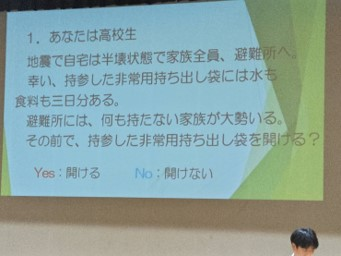 1．あなたは高校生
地震で自宅は半壊状態で家族全員、避難所へ。
幸い、持参した非常用持ち出し袋には水も
食料も三日分ある。
避難所には、何も持たない家族が大勢いる。
その前で、持参した非常用持ち出し袋を開ける？
Yes：開ける　　No：開けない